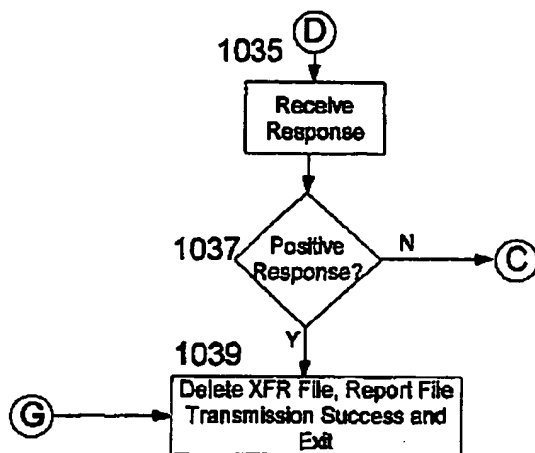 D
1035
Receive
Response
1037
Positive
Response?
N
C
Y
1039
Delete XFR File, Report File
Transmission Success and
Exit
G